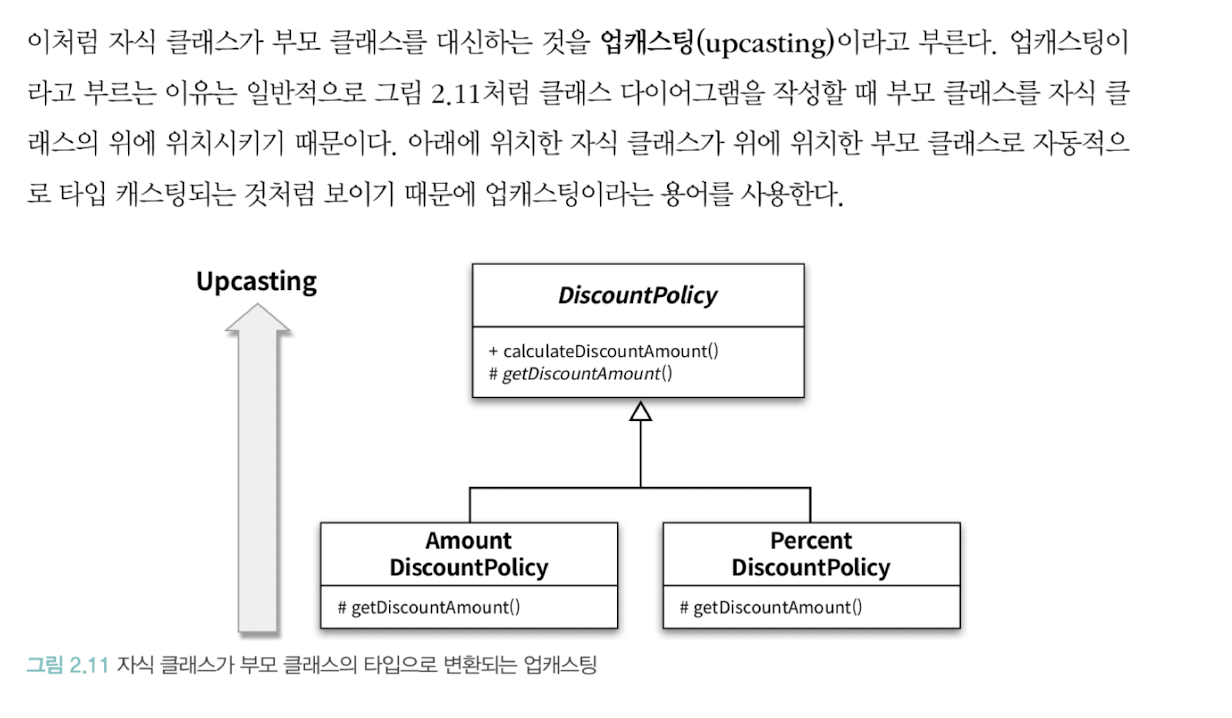 이처럼 자식 클래스가 부모 클래스를 대신하는 것을 업캐스팅(upcasting)이라고 부른다. 업캐스팅이
라고 부르는 이유는 일반적으로 그림 2.11처럼 클래스 다이어그램을 작성할 때 부모 클래스를 자식 클
래스의 위에 위치시키기 때문이다. 아래에 위치한 자식 클래스가 위에 위치한 부모 클래스로 자동적으
로 타입 캐스팅되는 것처럼 보이기 때문에 업캐스팅이라는 용어를 사용한다.
Upcasting
DiscountPolicy
+ calculateDiscountAmount()
# getDiscountAmount()
Amount
DiscountPolicy
# getDiscountAmount()
Percent
DiscountPolicy
# getDiscountAmount()
그림 2.11 자식 클래스가 부모 클래스의 타입으로 변환되는 업캐스팅